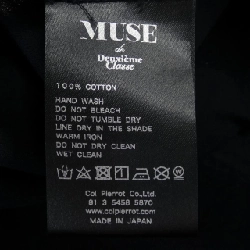 MUSE
de
Deuxième
Classe
100% COTTON
HAND WASH
DO NOT BLEACH
DO NOT TUMBLE DRY
LINE DRY IN THE SHADE
WARM IRON
DO NOT DRY CLEAN
WET CLEAN
Col Pierrot Co.,Ltd.
81 3 5458 5870
www.colpierrot.com
MADE IN JAPAN